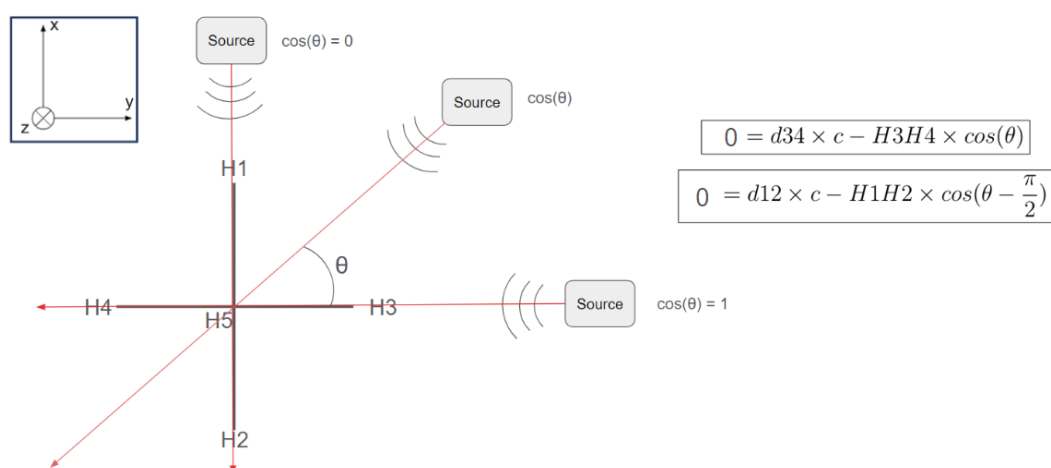 x
y
z
Source
cos(θ) = 0
Source
cos(θ)
0 = d34 × c − H3H4 × cos(θ)
H1
0 = d12 × c − H1H2 × cos(θ − π/2)
θ
H4
H5
H3
Source
cos(θ) = 1
H2